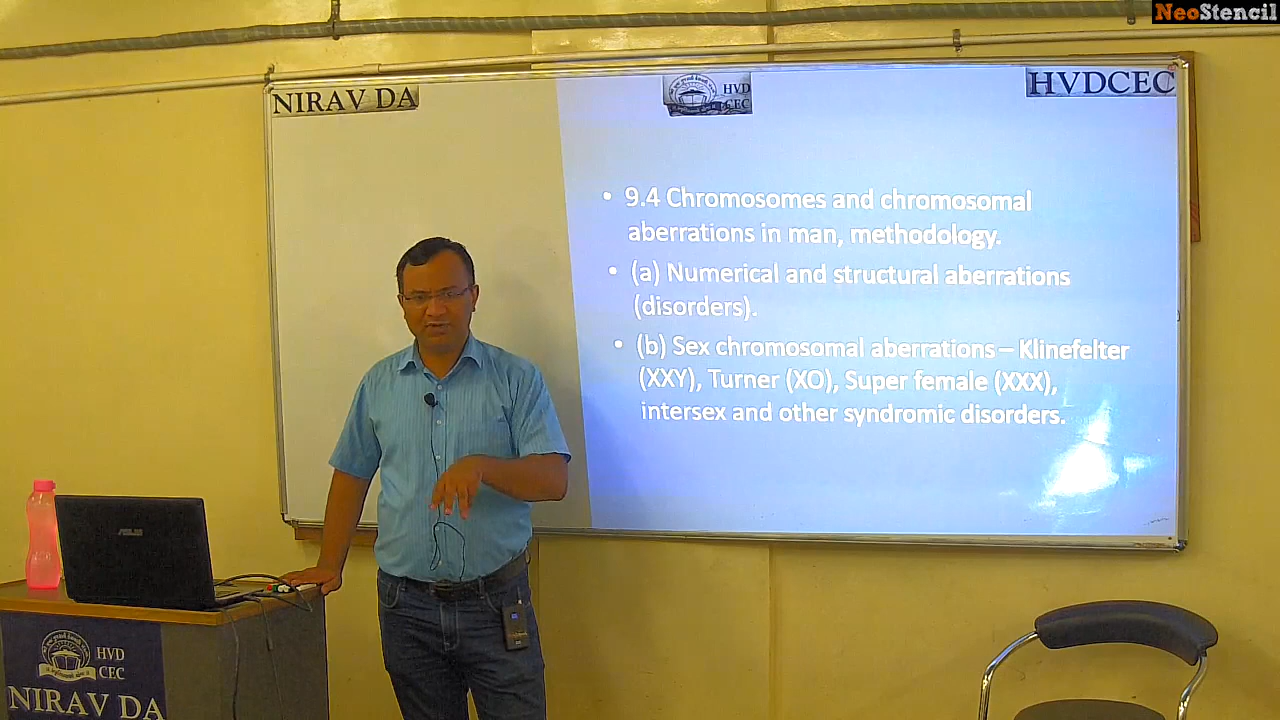 NeoStencil
NIRAV DA
HVD
CEC
HVDCEC
• 9.4 Chromosomes and chromosomal
aberrations in man, methodology.
• (a) Numerical and structural aberrations
(disorders).
• (b) Sex chromosomal aberrations – Klinefelter
(XXY), Turner (XO), Super female (XXX),
intersex and other syndromic disorders.
ASUS
HVD
CEC
NIRAV DA